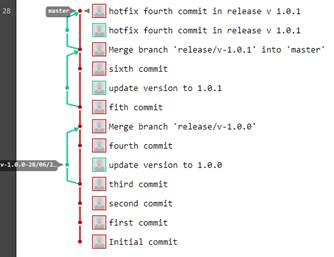 28
master
hotfix fourth commit in release v 1.0.1
hotfix fourth commit in release v 1.0.1
Merge branch 'release/v-1.0.1' into 'master'
sixth commit
update version to 1.0.1
fith commit
Merge branch 'release/v-1.0.0'
fourth commit
v-1.0.0-28/06/2...
update version to 1.0.0
third commit
second commit
first commit
Initial commit